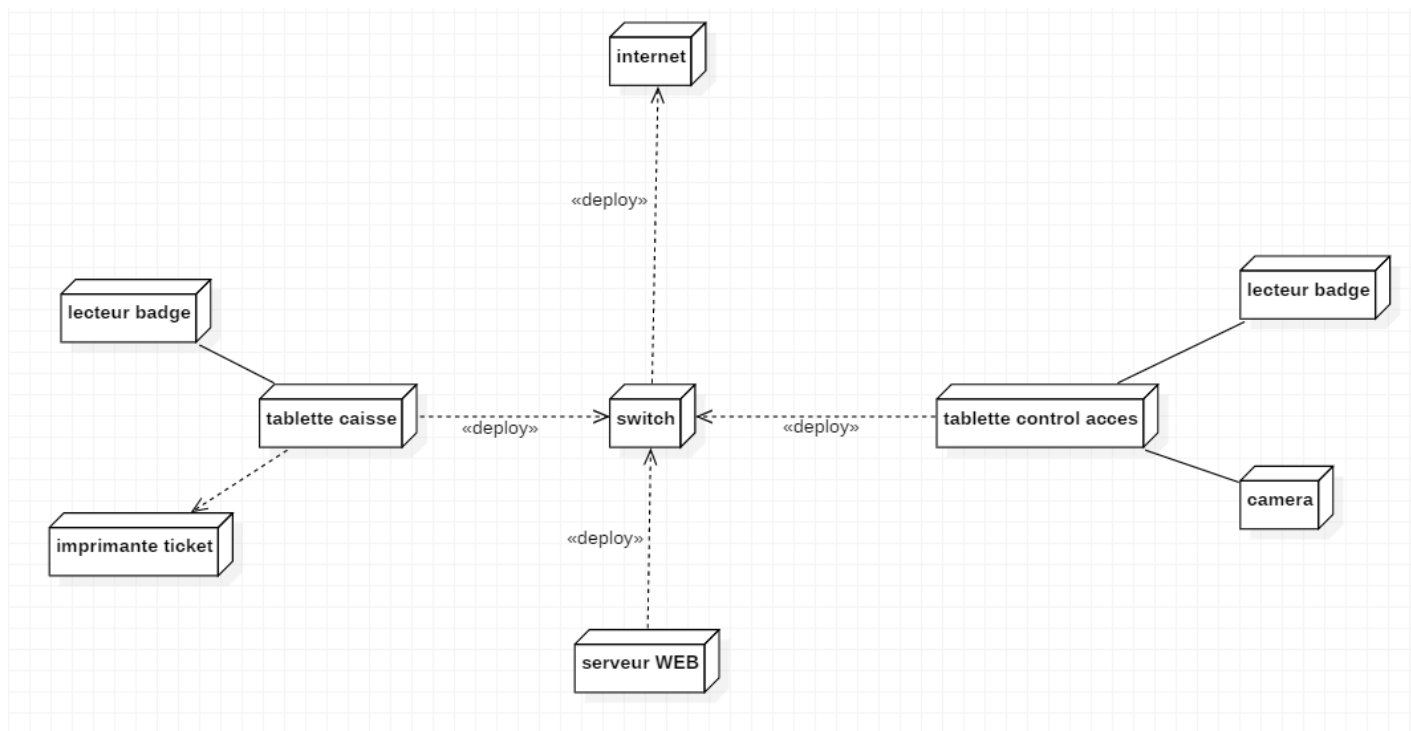 internet
«deploy»
lecteur badge
lecteur badge
tablette caisse
«deploy»
switch
«deploy»
tablette control acces
camera
imprimante ticket
«deploy»
serveur WEB